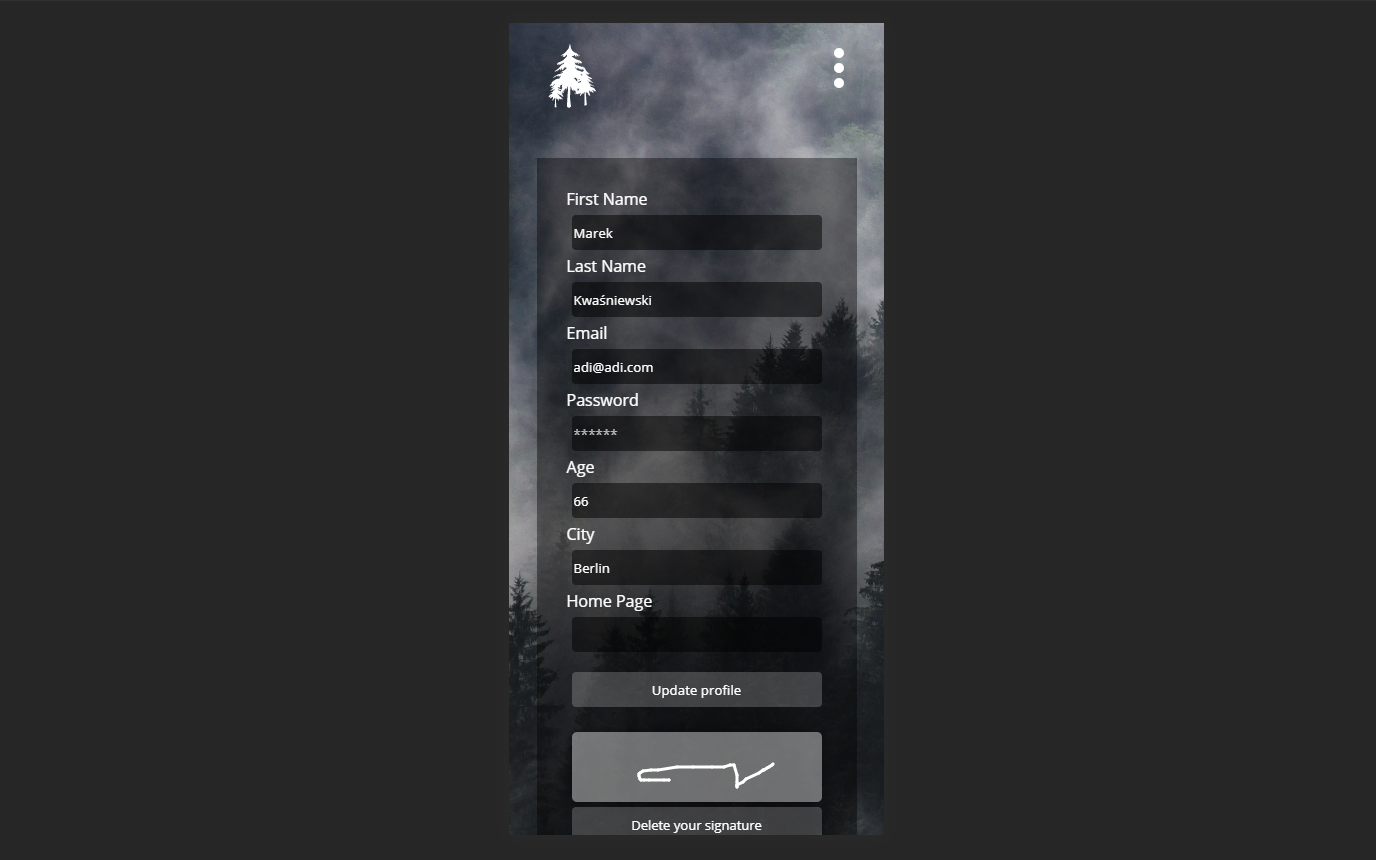 First Name
Marek
Last Name
Kwaśniewski
Email
adi@adi.com
Password
******
Age
66
City
Berlin
Home Page
Update profile
Delete your signature